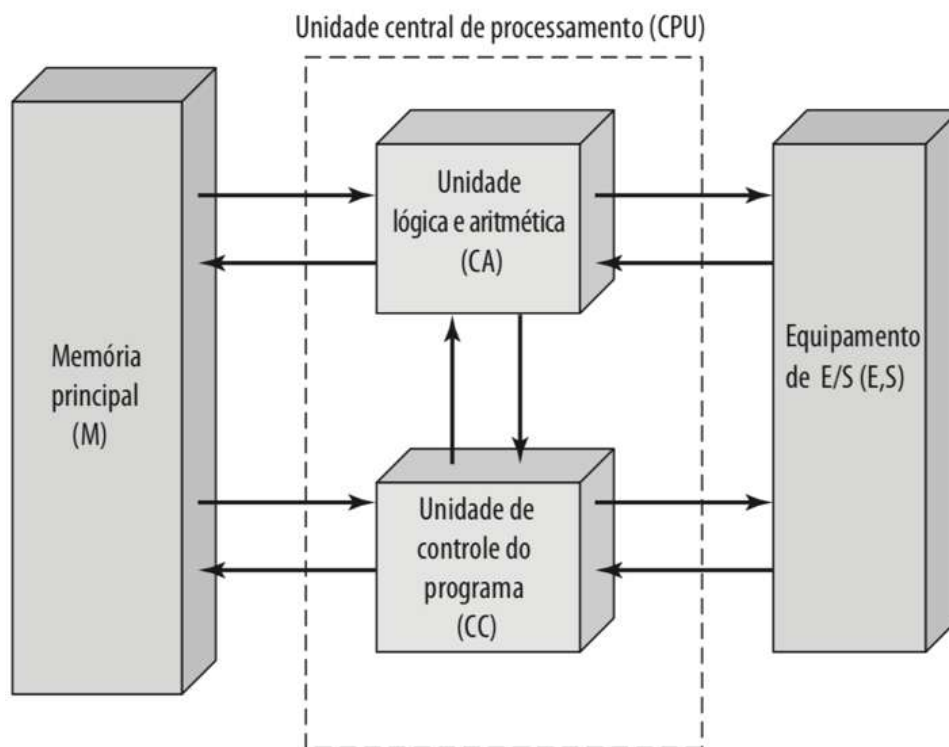 Unidade central de processamento (CPU)
Unidade
lógica e aritmética
(CA)
Memória
principal
(M)
Equipamento
de E/S (E,S)
Unidade de
controle do
programa
(CC)